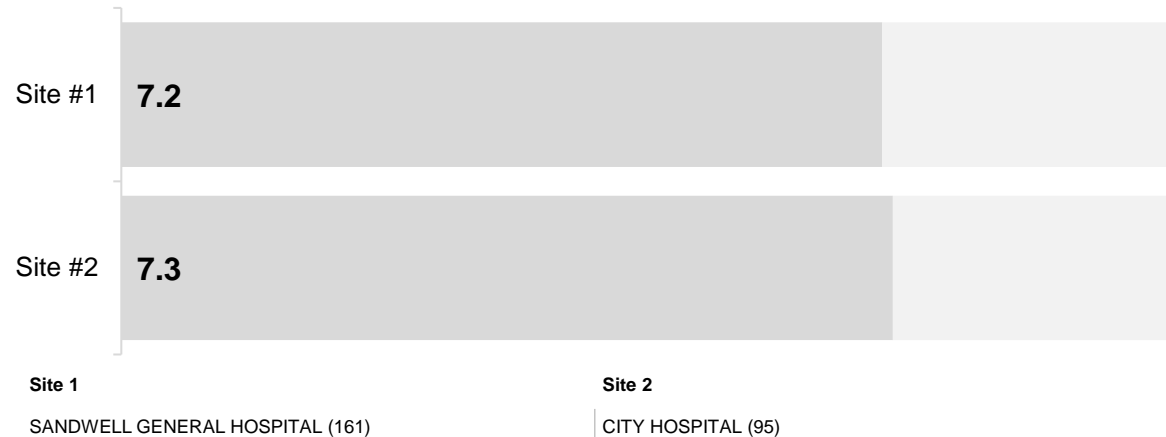 Site #1
7.2
Site #2
7.3
Site 1
Site 2
SANDWELL GENERAL HOSPITAL (161)
CITY HOSPITAL (95)